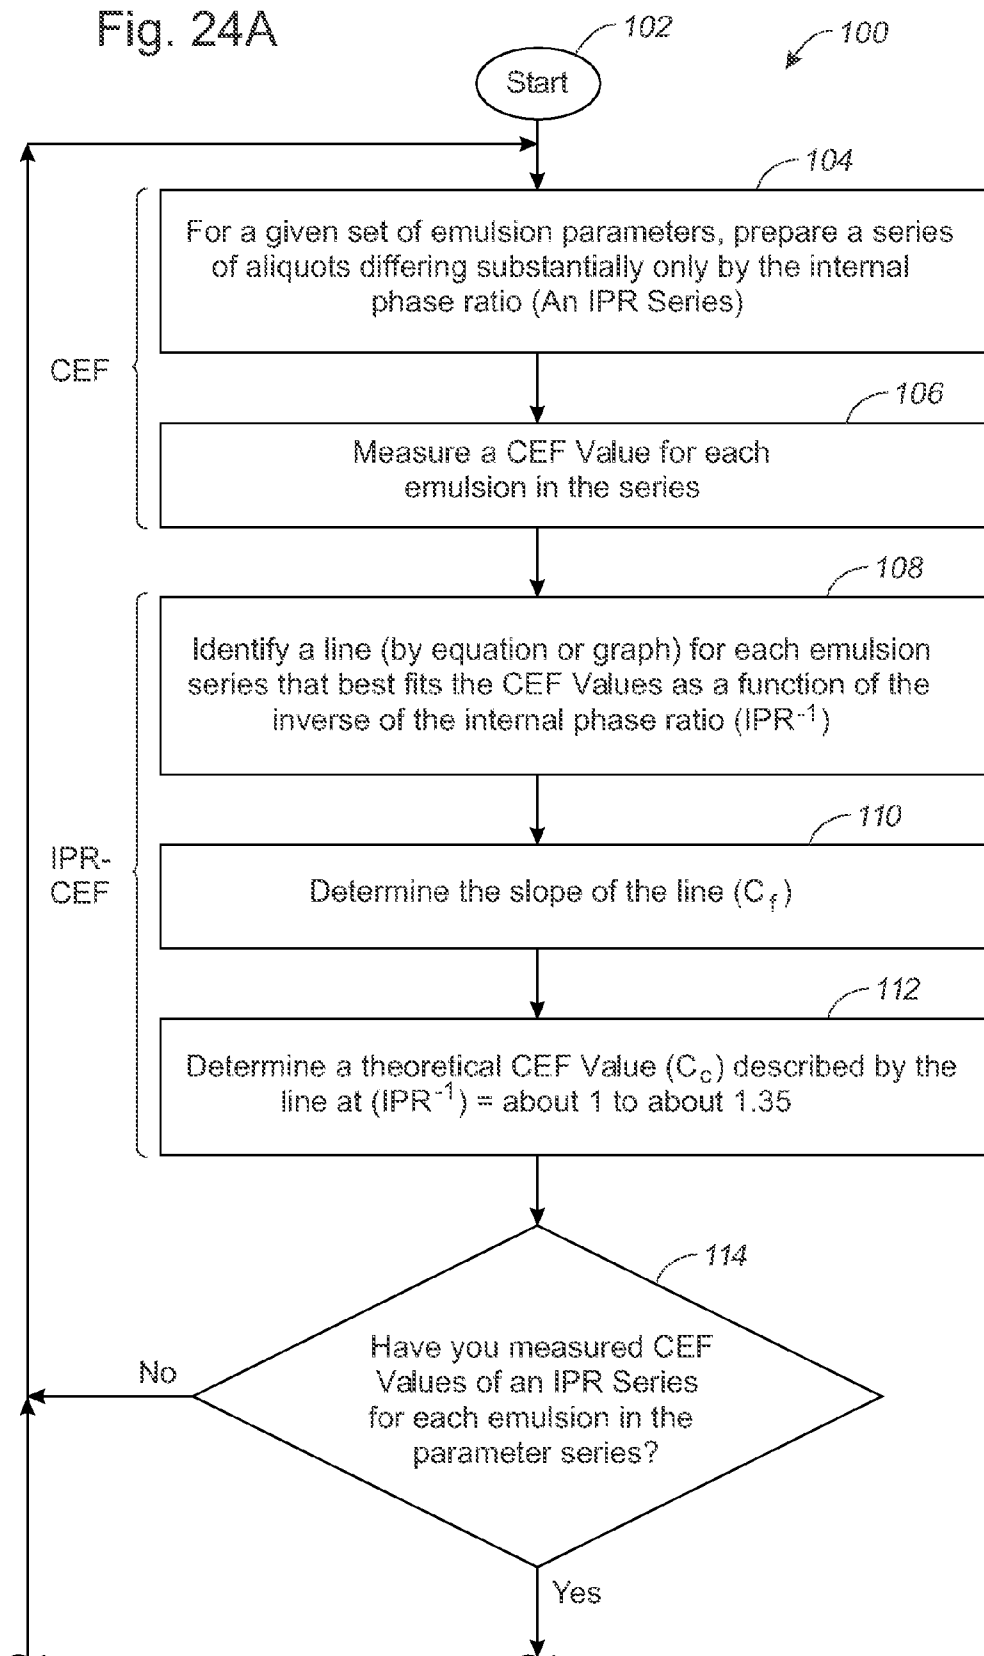 Fig. 24A
102
100
Start
104
For a given set of emulsion parameters, prepare a series
of aliquots differing substantially only by the internal
phase ratio (An IPR Series)
CEF
106
Measure a CEF Value for each
emulsion in the series
108
Identify a line (by equation or graph) for each emulsion
series that best fits the CEF Values as a function of the
inverse of the internal phase ratio (IPR⁻¹)
110
IPR-
CEF
Determine the slope of the line (C_f)
112
Determine a theoretical CEF Value (C_c) described by the
line at (IPR⁻¹) = about 1 to about 1.35
114
Have you measured CEF
Values of an IPR Series
for each emulsion in the
parameter series?
No
Yes